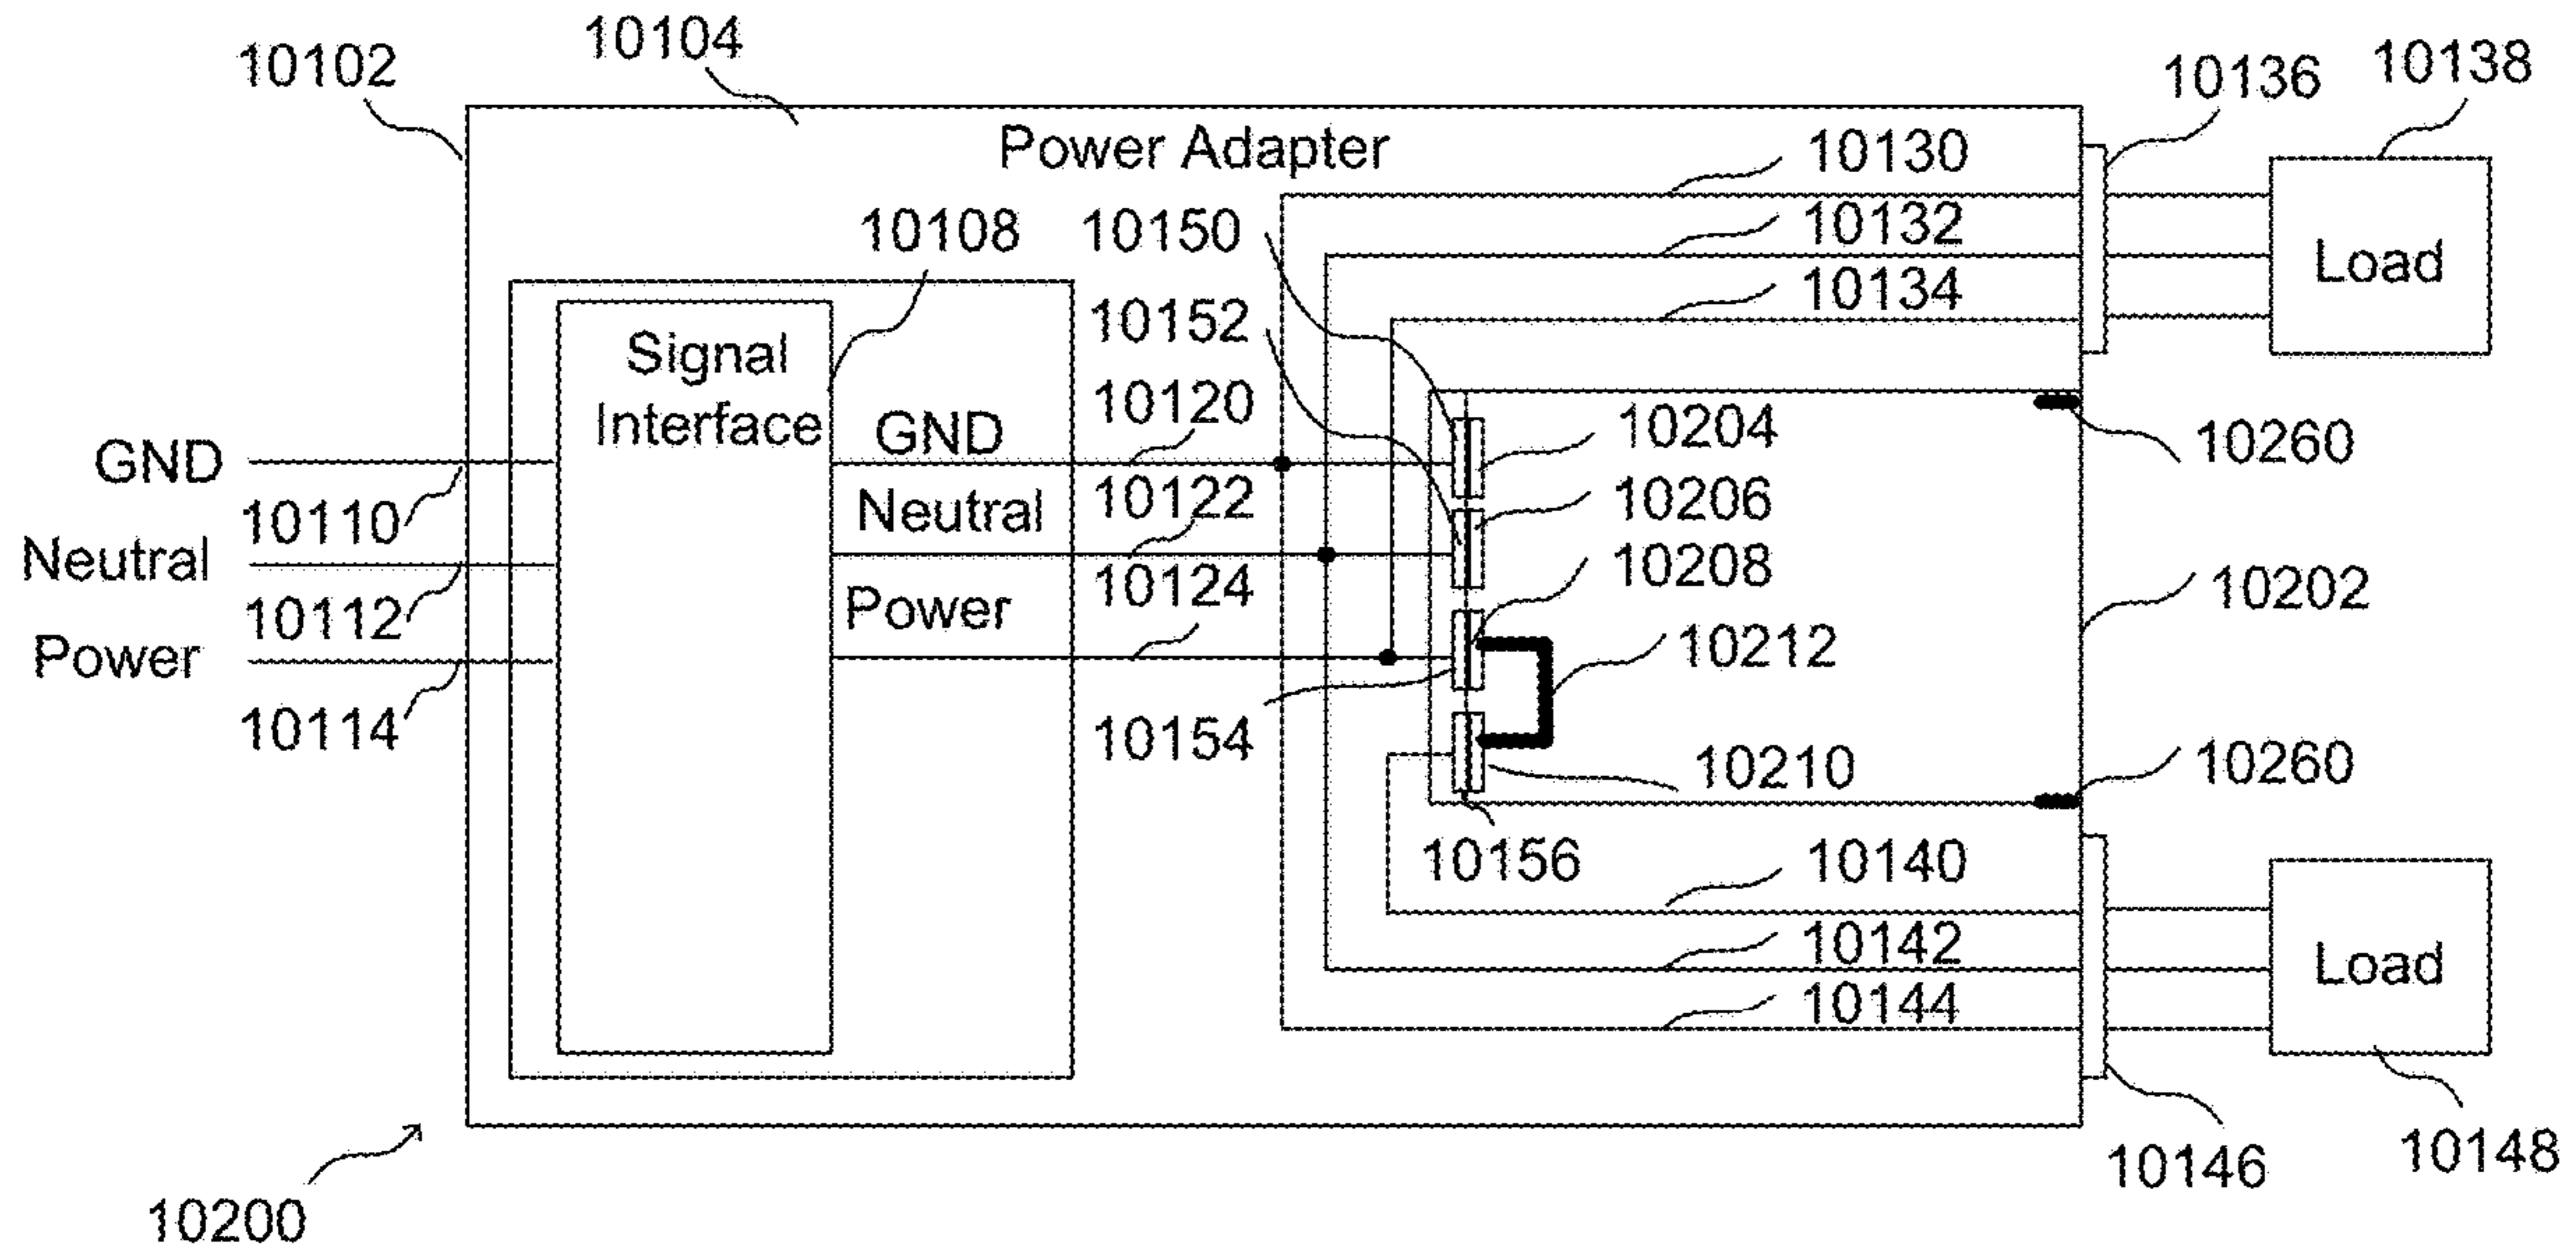 10102
10104
10136
10138
Power Adapter
10130
10150
10108
10132
Load
10134
10152
Signal
Interface
10120
GND
10204
10260
GND
10110
10122
Neutral
10206
Neutral
10124
10208
10202
10112
Power
10212
Power
10114
10154
10210
10260
10156
10140
10142
Load
10144
10146
10148
10200